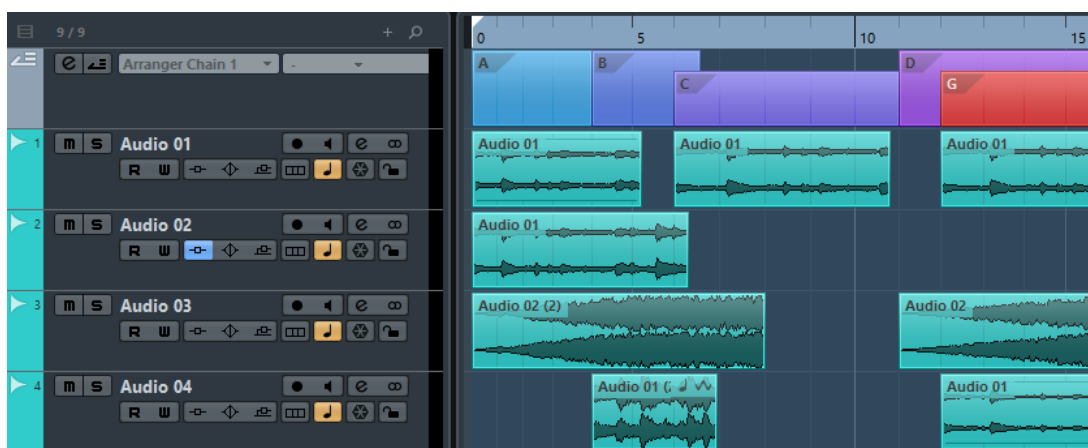 9 / 9 +
0 5 10 15
e Arranger Chain 1 -
A B C D G
1 m S Audio 01 e
R W
Audio 01 Audio 01 Audio 01
2 m S Audio 02 e
R W
Audio 01
3 m S Audio 03 e
R W
Audio 02 (2) Audio 02
4 m S Audio 04 e
R W
Audio 01 Audio 01